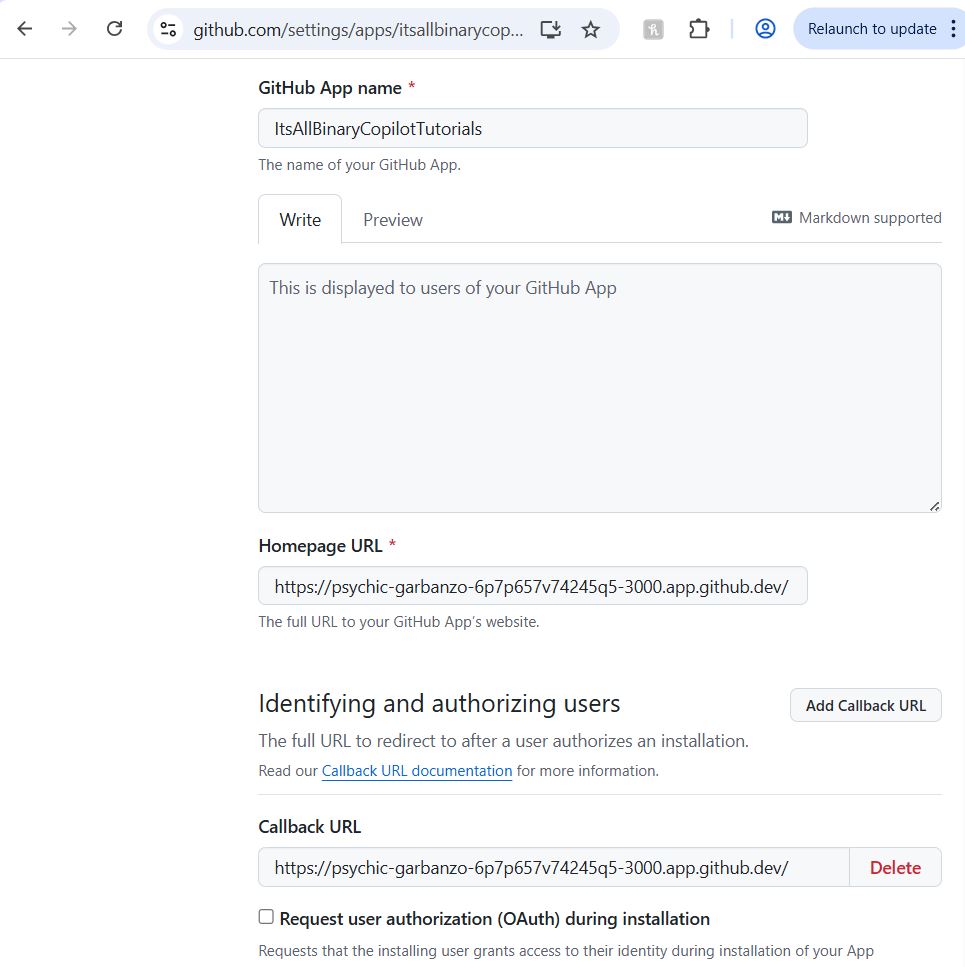 github.com/settings/apps/itsallbinarycop...
Relaunch to update
GitHub App name *
ItsAllBinaryCopilotTutorials
The name of your GitHub App.
Write Preview Markdown supported
This is displayed to users of your GitHub App
Homepage URL *
https://psychic-garbanzo-6p7p657v74245q5-3000.app.github.dev/
The full URL to your GitHub App's website.
Identifying and authorizing users
Add Callback URL
The full URL to redirect to after a user authorizes an installation.
Read our Callback URL documentation for more information.
Callback URL
https://psychic-garbanzo-6p7p657v74245q5-3000.app.github.dev/
Delete
Request user authorization (OAuth) during installation
Requests that the installing user grants access to their identity during installation of your App